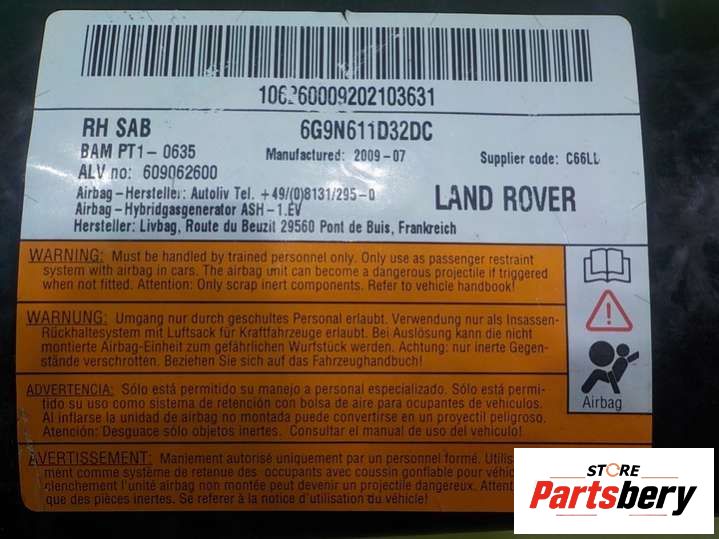 106260009202103631
RH SAB 6G9N611D32DC
BAM PT1-0635 Manufactured: 2009-07 Supplier code: C66LL
ALV no: 609062600
Airbag-Hersteller: Autoliv Tel. +49/(0)8131/295-0 LAND ROVER
Airbag-Hybridgasgenerator ASH-1.EV
Hersteller: Livbag, Route du Beuzit 29560 Pont de Buis, Frankreich
WARNING: Must be handled by trained personnel only. Only use as passenger restraint
system with airbag in cars. The airbag unit can become a dangerous projectile if triggered
when not fitted. Attention: Only scrap inert components. Refer to vehicle handbook!
WARNUNG: Umgang nur durch geschultes Personal erlaubt. Verwendung nur als Insassen-
Rückhaltesystem mit Luftsack für Kraftfahrzeuge erlaubt. Bei Auslösung kann die nicht
montierte Airbag-Einheit zum gefährlichen Wurfstück werden. Achtung: nur inerte Gegen-
stände verschrotten. Beziehen Sie sich auf das Fahrzeughandbuch!
ADVERTENCIA: Sólo está permitido su manejo a personal especializado. Sólo está permi-
tido su uso como sistema de retención con bolsa de aire para ocupantes de vehículos.
Al inflarse la unidad de airbag no montada puede convertirse en un proyectil peligroso.
Atención: Desguace sólo objetos inertes. Consultar el manual de uso del vehículo!
Airbag
AVERTISSEMENT: Maniement autorisé uniquement par un personnel formé. Utilisa
ment comme système de retenue des occupants avec coussin gonflable pour véhic
clenchement l'unité airbag non montée peut devenir un projectile dangereux. Atten
que des pièces inertes. Se referer à la notice d'utilisation du véhicule!
STORE
Partsbery